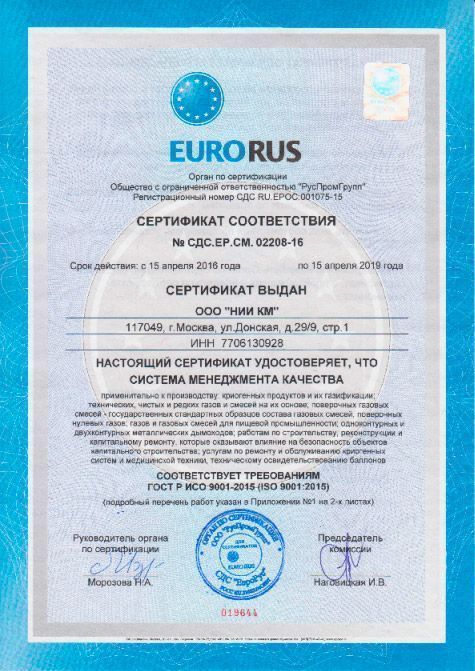 EURORUS
Орган по сертификации
Общество с ограниченной ответственностью "РусПромГрупп"
Регистрационный номер СДС RU.ЕРОС.001075-15
СЕРТИФИКАТ СООТВЕТСТВИЯ
№ СДС.ЕР.СМ. 02208-16
Срок действия: с 15 апреля 2016 года по 15 апреля 2019 года
СЕРТИФИКАТ ВЫДАН
ООО "НИИ КМ"
117049, г.Москва, ул.Донская, д.29/9, стр.1
ИНН 7706130928
НАСТОЯЩИЙ СЕРТИФИКАТ УДОСТОВЕРЯЕТ, ЧТО
СИСТЕМА МЕНЕДЖМЕНТА КАЧЕСТВА
применительно к производству: криогенных продуктов и их газификации;
технических, чистых и редких газов и смесей на их основе; поверочных газовых
смесей - государственных стандартных образцов состава газовых смесей, поверочных
нулевых газов; газов и газовых смесей для пищевой промышленности; одноконтурных и
двухконтурных металлических дымоходов; работам по строительству, реконструкции и
капитальному ремонту, которые оказывают влияние на безопасность объектов
капитального строительства; услугам по ремонту и обслуживанию криогенных
систем и медицинской техники, техническому освидетельствованию баллонов
СООТВЕТСТВУЕТ ТРЕБОВАНИЯМ
ГОСТ Р ИСО 9001-2015 (ISO 9001:2015)
(подробный перечень работ указан в Приложении №1 на 2-х листах)
Руководитель органа
по сертификации
Морозова Н.А.
ОРГАН ПО СЕРТИФИКАЦИИ
ООО "РусПромГрупп"
ДЛЯ
СЕРТИФИКАТОВ
EURORUS
СДС "ЕвроРус"
Председатель
комиссии
Наговицкая И.В.
019644